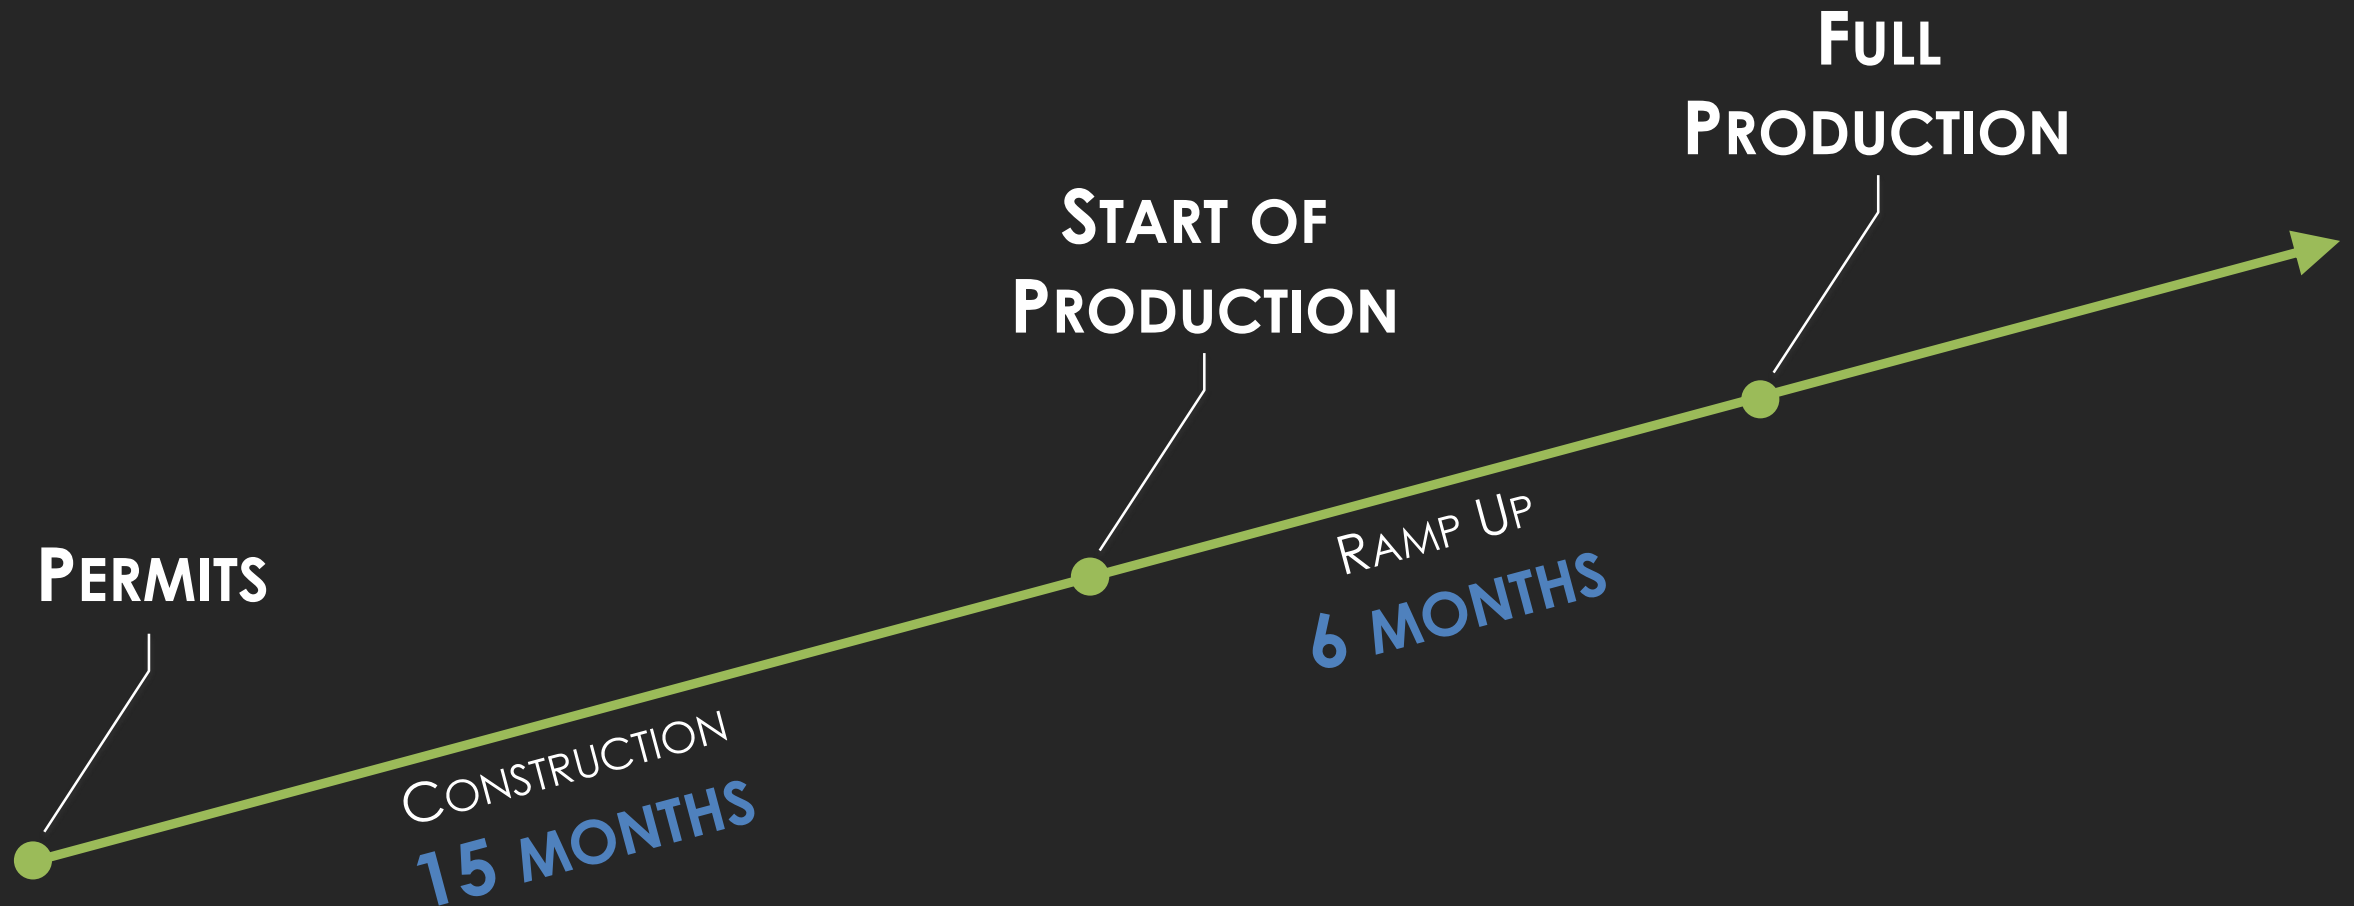 Full
Production
Start of
Production
Permits
Ramp Up
6 months
Construction
15 months